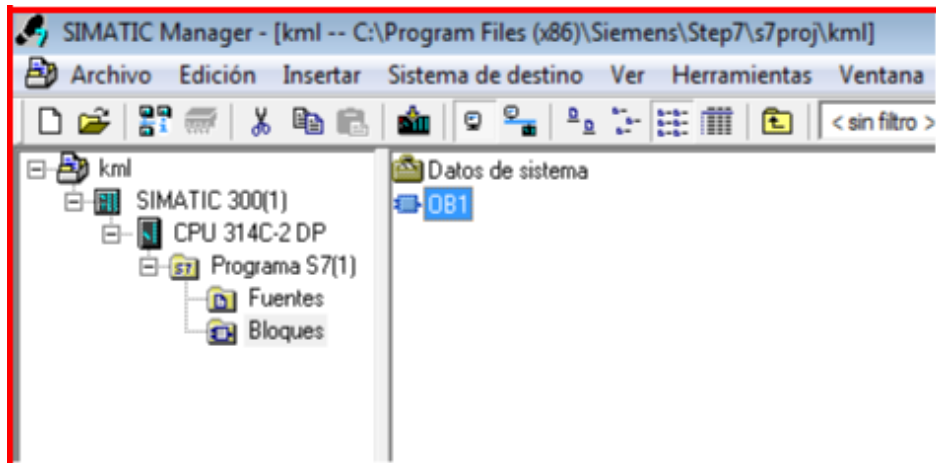 SIMATIC Manager - [kml -- C:\Program Files (x86)\Siemens\Step7\s7proj\kml]
Archivo Edición Insertar Sistema de destino Ver Herramientas Ventana
< sin filtro >
kml
SIMATIC 300(1)
CPU 314C-2 DP
S7 Programa S7(1)
Fuentes
Bloques
Datos de sistema
OB1